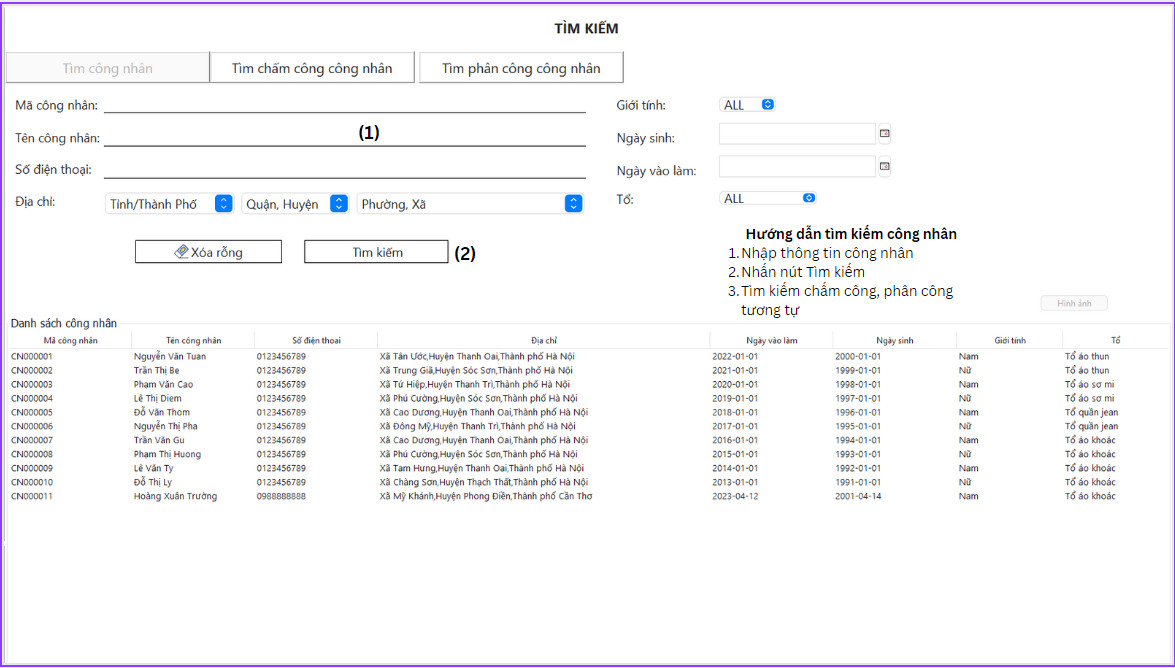 TÌM KIẾM
Tìm công nhân Tìm chấm công công nhân Tìm phân công công nhân
Mã công nhân: Giới tính: ALL
Tên công nhân: (1) Ngày sinh:
Số điện thoại: Ngày vào làm:
Địa chỉ: Tỉnh/Thành Phố Quận, Huyện Phường, Xã Tổ: ALL
Xóa rỗng Tìm kiếm (2)
Hướng dẫn tìm kiếm công nhân
1. Nhập thông tin công nhân
2. Nhấn nút Tìm kiếm
3. Tìm kiếm chấm công, phân công
tương tự
Hình ảnh
Danh sách công nhân
Mã công nhân Tên công nhân Số điện thoai Địa chỉ Ngày vào làm Ngày sinh Giới tính Tổ
CN000001 Nguyễn Văn Tuan 0123456789 Xã Tân Ước,Huyện Thanh Oai,Thành phố Hà Nội 2022-01-01 2000-01-01 Nam Tổ áo thun
CN000002 Trần Thị Be 0123456789 Xã Trung Giã,Huyện Sóc Sơn,Thành phố Hà Nội 2021-01-01 1999-01-01 Nữ Tổ áo thun
CN000003 Phạm Văn Cao 0123456789 Xã Tứ Hiệp,Huyện Thanh Trì,Thành phố Hà Nội 2020-01-01 1998-01-01 Nam Tổ áo sơ mi
CN000004 Lê Thị Diem 0123456789 Xã Phú Cường,Huyện Sóc Sơn,Thành phố Hà Nội 2019-01-01 1997-01-01 Nữ Tổ áo sơ mi
CN000005 Đỗ Văn Thom 0123456789 Xã Cao Dương,Huyện Thanh Oai,Thành phố Hà Nội 2018-01-01 1996-01-01 Nam Tổ quần jean
CN000006 Nguyễn Thị Pha 0123456789 Xã Đông Mỹ,Huyện Thanh Trì,Thành phố Hà Nội 2017-01-01 1995-01-01 Nữ Tổ quần jean
CN000007 Trần Văn Gu 0123456789 Xã Cao Dương,Huyện Thanh Oai,Thành phố Hà Nội 2016-01-01 1994-01-01 Nam Tổ áo khoác
CN000008 Phạm Thị Huong 0123456789 Xã Phú Cường,Huyện Sóc Sơn,Thành phố Hà Nội 2015-01-01 1993-01-01 Nữ Tổ áo khoác
CN000009 Lê Văn Ty 0123456789 Xã Tam Hưng,Huyện Thanh Oai,Thành phố Hà Nội 2014-01-01 1992-01-01 Nam Tổ áo khoác
CN000010 Đỗ Thị Ly 0123456789 Xã Chàng Sơn,Huyện Thạch Thất,Thành phố Hà Nội 2013-01-01 1991-01-01 Nữ Tổ áo khoác
CN000011 Hoàng Xuân Trường 0988888888 Xã Mỹ Khánh,Huyện Phong Điền,Thành phố Cần Thơ 2023-04-12 2001-04-14 Nam Tổ áo khoác